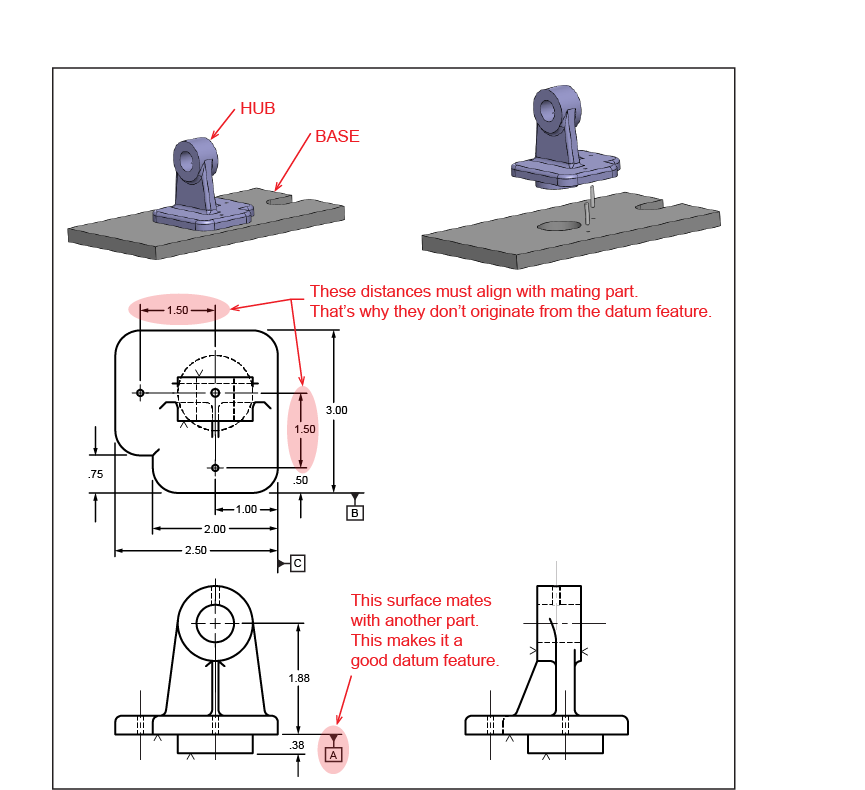 HUB
BASE
These distances must align with mating part.
That's why they don't originate from the datum feature.
1.50
3.00
1.50
.75
.50
1.00
B
2.00
2.50
C
This surface mates
with another part.
This makes it a
good datum feature.
1.88
.38
A